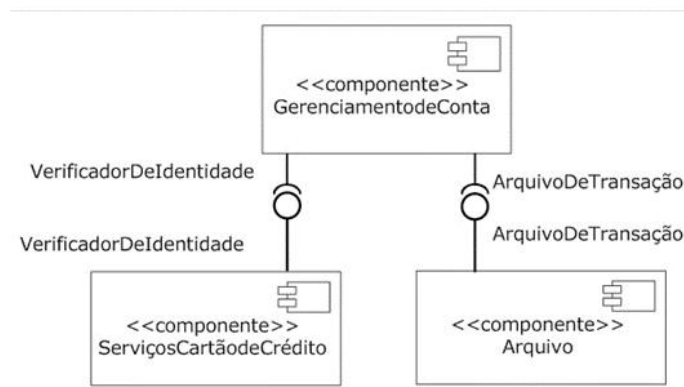 <<componente>>
GerenciamentodeConta
VerificadorDeIdentidade
ArquivoDeTransação
VerificadorDeIdentidade
ArquivoDeTransação
<<componente>>
ServiçosCartãodeCrédito
<<componente>>
Arquivo